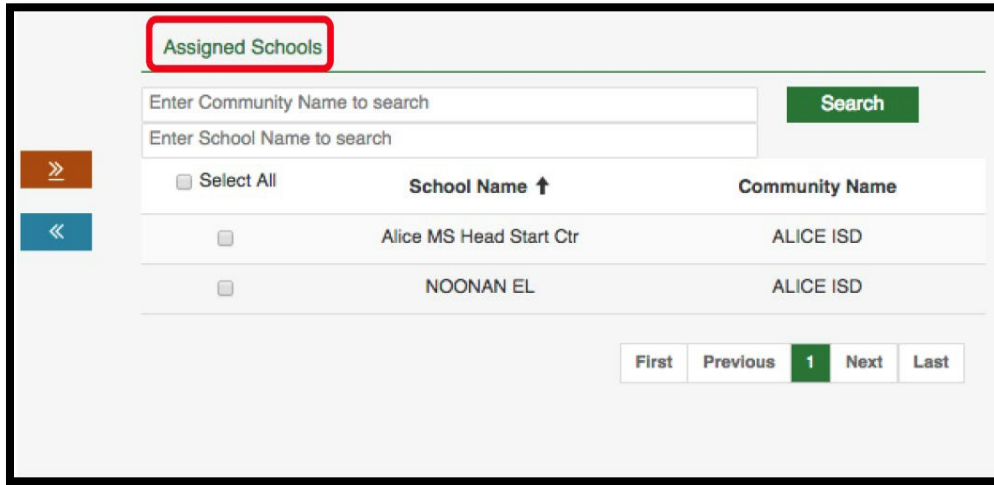 Assigned Schools
Enter Community Name to search
Search
Enter School Name to search
Select All School Name ↑ Community Name
Alice MS Head Start Ctr ALICE ISD
NOONAN EL ALICE ISD
First Previous 1 Next Last